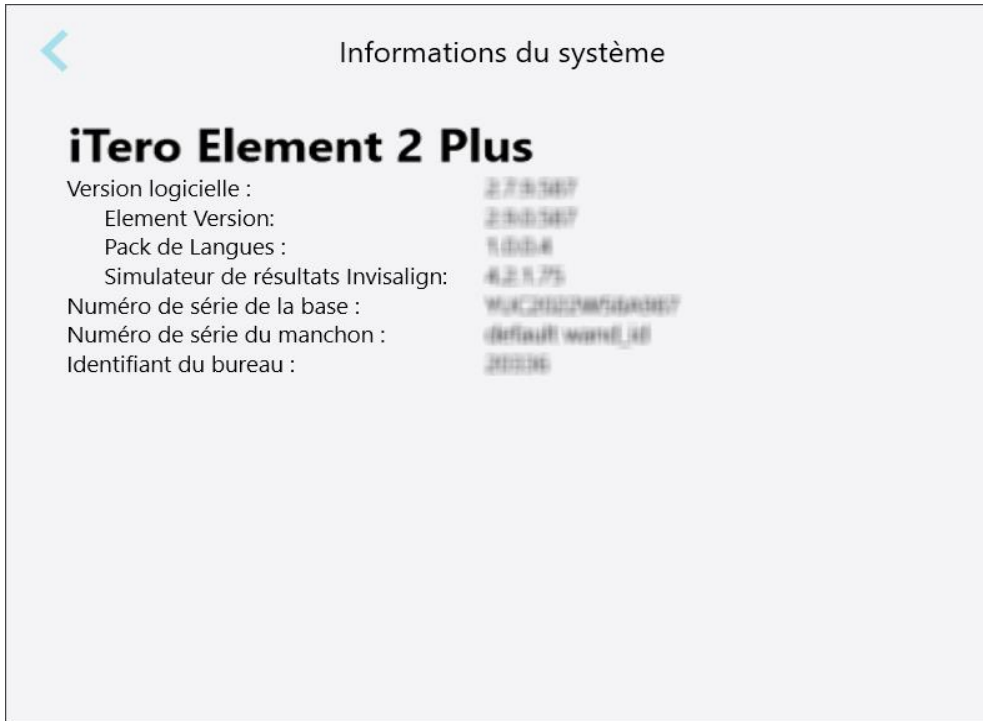 Informations du système
iTero Element 2 Plus
Version logicielle :
Element Version:
Pack de Langues :
Simulateur de résultats Invisalign:
Numéro de série de la base :
Numéro de série du manchon :
Identifiant du bureau :